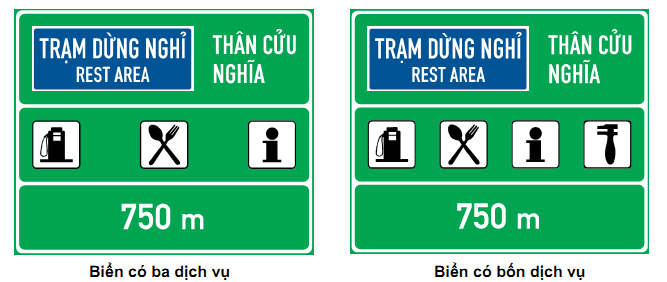 TRẠM DỪNG NGHỈ
REST AREA
THÂN CỬU
NGHĨA
750 m
Biển có ba dịch vụ
TRẠM DỪNG NGHỈ
REST AREA
THÂN CỬU
NGHĨA
750 m
Biển có bốn dịch vụ